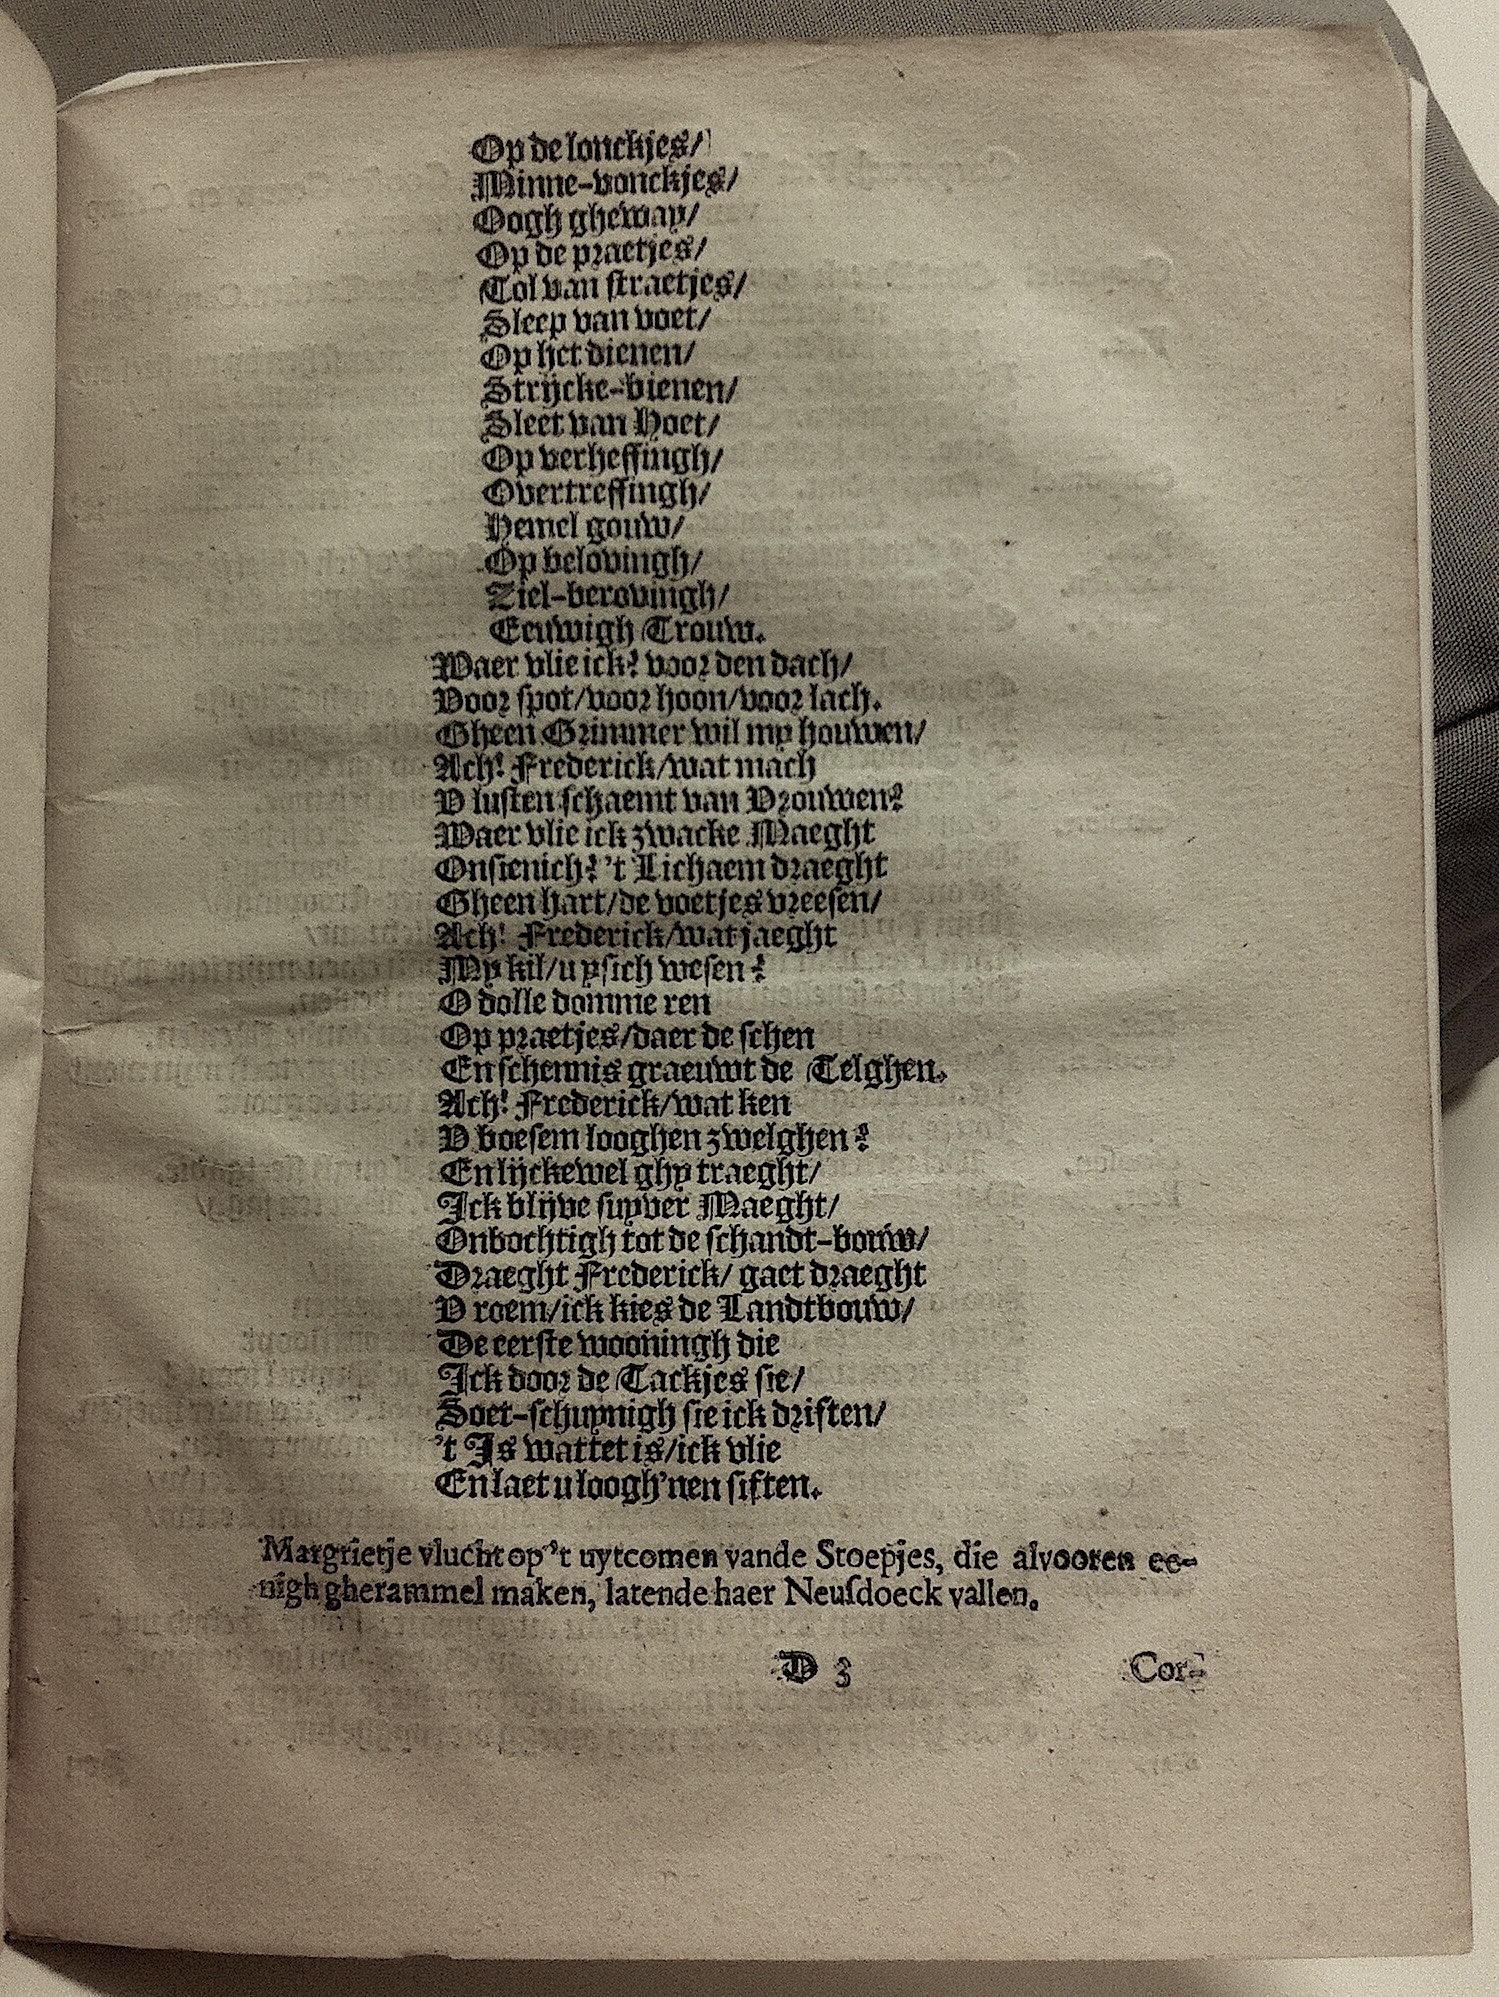 Op de lonckjes/
Minne-vonckjes/
Oogh gheway/
Op de praetjes/
Tol van straetjes/
Sleep van voet/
Op het dienen/
Strijcke-bienen/
Sleet van Hoet/
Op verheffingh/
Overtreffingh/
Hemel gouw/
Op belovingh/
Ziel-berovingh/
Eeuwigh Trouw.
Waer vlie ick? voor den dach/
Voor spot/voor hoon/voor lach.
Gheen Grimmer wil my houwen/
Ach! Frederick/wat mach
V lusten schaemt van Vrouwen?
Waer vlie ick zwacke Maeght
Onsienich? 't Lichaem draeght
Gheen hart/de voetjes vreesen/
Ach! Frederick/wat jaeght
My kil/u ysich wesen?
O dolle domme ren
Op praetjes/daer de schen
En schennis graeuwt de Telghen.
Ach! Frederick/wat ken
V boesem looghen zwelghen?
En lijckewel ghy traeght/
Ick blijve suyver Maeght/
Onbochtigh tot de schandt-bouw/
Draeght Frederick/ gaet draeght
V roem/ick kies de Landtbouw/
De eerste wooningh die
Ick door de Tackjes sie/
Soet-schuynigh sie ick driften/
't Is wattet is/ick vlie
En laet u loogh'nen siften.
Margrietje vlucht op 't uytcomen vande Stoepjes, die alvooren ee-
nigh gherammel maken, latende haer Neusdoeck vallen.
D 3 Cor-